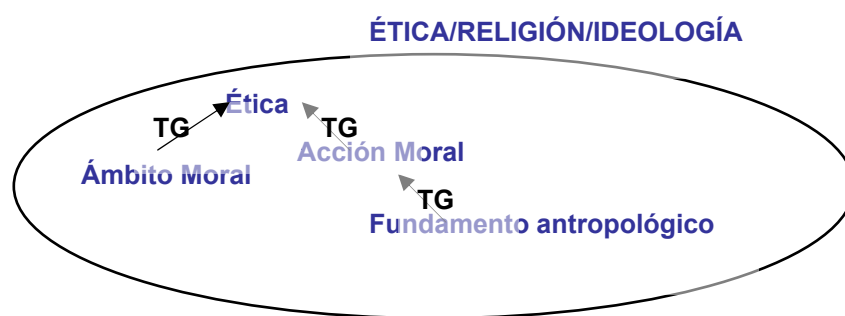 ÉTICA/RELIGIÓN/IDEOLOGÍA
Ética
TG
TG
Acción Moral
Ámbito Moral
TG
Fundamento antropológico